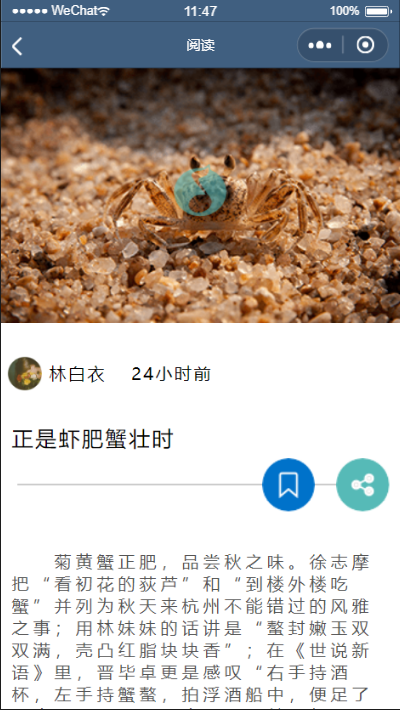 WeChat
11:47
100%
阅读
林白衣 24小时前
正是虾肥蟹壮时
菊黄蟹正肥，品尝秋之味。徐志摩
把“看初花的荻芦”和“到楼外楼吃
蟹”并列为秋天来杭州不能错过的风雅
之事；用林妹妹的话讲是“螯封嫩玉双
双满，壳凸红脂块块香”；在《世说新
语》里，晋毕卓更是感叹“右手持酒
杯，左手持蟹螯，拍浮酒船中，便足了